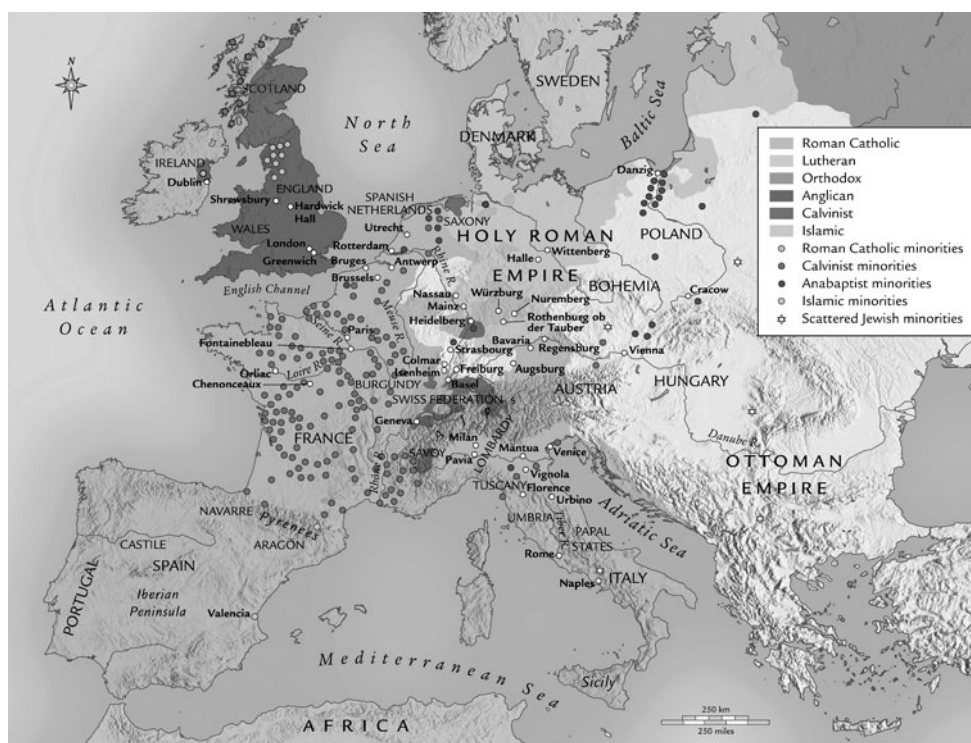 N
SCOTLAND
North
Sea
SWEDEN
DENMARK
Baltic Sea
IRELAND
Dublin
ENGLAND
Shrewsbury
Hardwick
Hall
WALES
London
Greenwich
English Channel
Atlantic
Ocean
SPANISH
NETHERLANDS
SAXONY
Utrecht
Rotterdam
Bruges
Antwerp
Brussels
Rhine R.
Meuse R.
HOLY ROMAN
EMPIRE
Wittenberg
Halle
BOHEMIA
Danzig
POLAND
Cracow
Nassau
Mainz
Heidelberg
Würzburg
Nuremberg
Rothenburg ob
der Tauber
Bavaria
Regensburg
Vienna
Strasbourg
Colmar
Isenheim
Freiburg
Augsburg
Basel
AUSTRIA
HUNGARY
Paris
Seine R.
Fontainebleau
Loire R.
Orliac
Chenonceaux
BURGUNDY
SWISS FEDERATION
Geneva
FRANCE
SAVOY
Milan
Pavia
LOMBARDY
Mantua
Venice
Vignola
TUSCANY
Florence
Urbino
UMBRIA
Tiber R.
PAPAL
STATES
Rome
Naples
ITALY
Adriatic Sea
Danube R.
OTTOMAN
EMPIRE
NAVARRE
Pyrenees
ARAGON
CASTILE
SPAIN
Iberian
Peninsula
PORTUGAL
Valencia
Mediterranean Sea
Sicily
AFRICA
Roman Catholic
Lutheran
Orthodox
Anglican
Calvinist
Islamic
Roman Catholic minorities
Calvinist minorities
Anabaptist minorities
Islamic minorities
Scattered Jewish minorities
250 km
250 miles